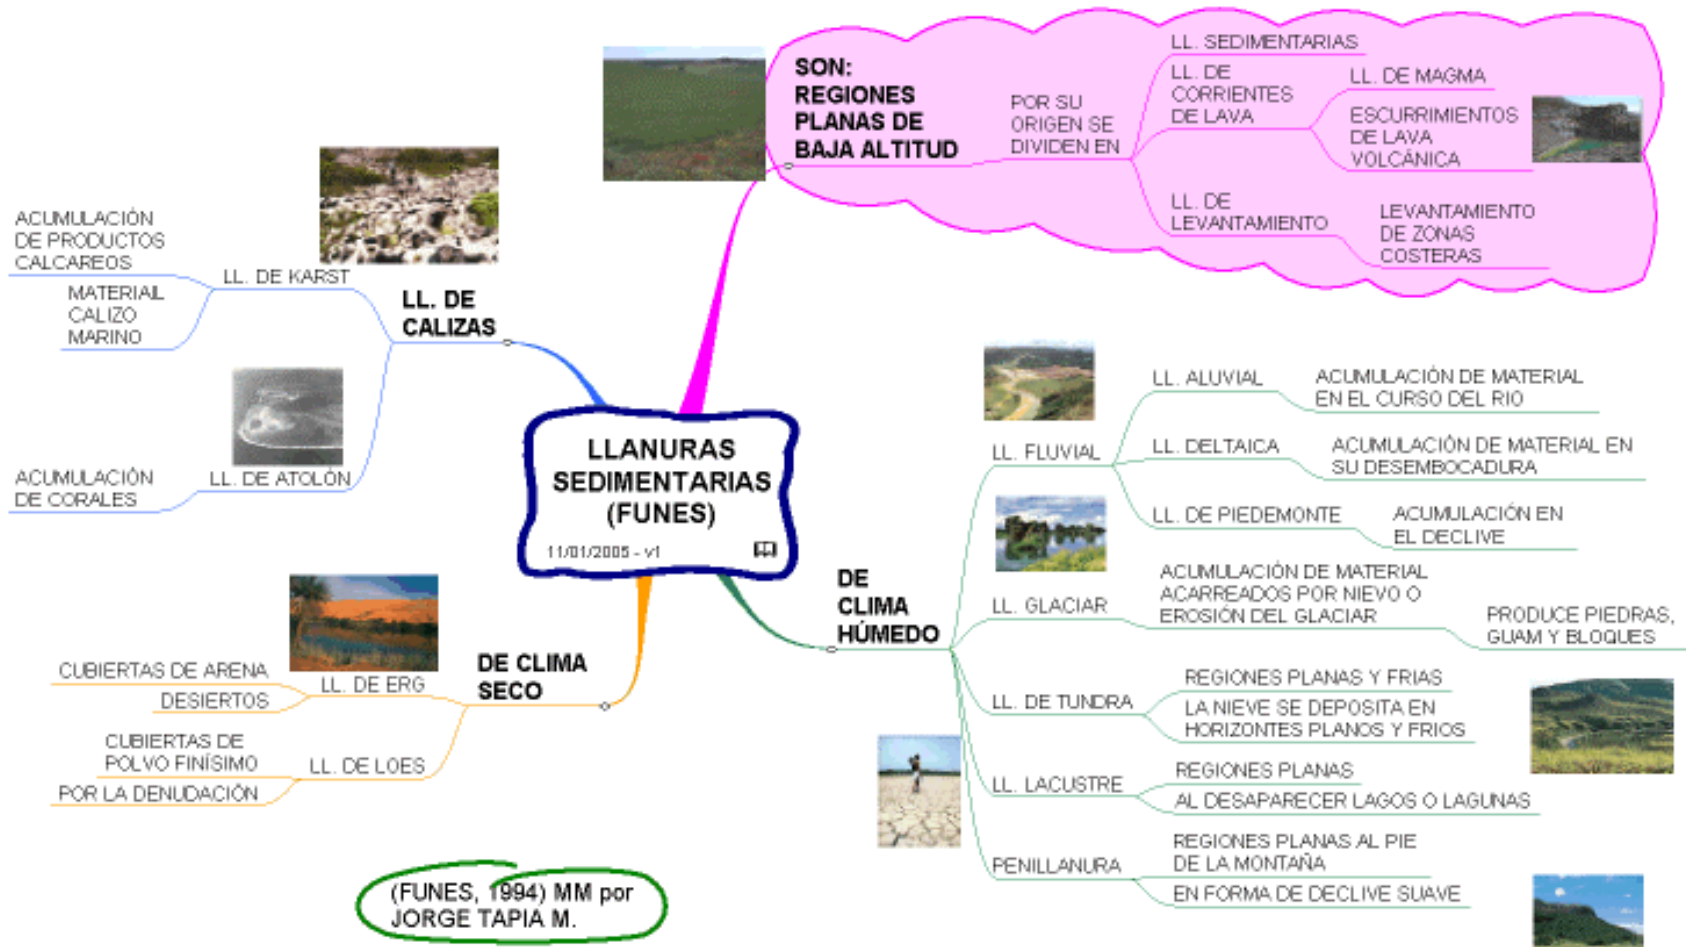 SON:
REGIONES
PLANAS DE
BAJA ALTITUD
POR SU
ORIGEN SE
DIVIDEN EN
LL. SEDIMENTARIAS
LL. DE
CORRIENTES
DE LAVA
LL. DE MAGMA
ESCURRIMIENTOS
DE LAVA
VOLCÁNICA
LL. DE
LEVANTAMIENTO
LEVANTAMIENTO
DE ZONAS
COSTERAS
LL. DE
CALIZAS
LL. DE KARST
ACUMULACIÓN
DE PRODUCTOS
CALCAREOS
MATERIAIL
CALIZO
MARINO
LL. DE ATOLÓN
ACUMULACIÓN
DE CORALES
LLANURAS
SEDIMENTARIAS
(FUNES)
11/01/2005 - v1
DE CLIMA
SECO
LL. DE ERG
CUBIERTAS DE ARENA
DESIERTOS
LL. DE LOES
CUBIERTAS DE
POLVO FINÍSIMO
POR LA DENUDACIÓN
DE
CLIMA
HÚMEDO
LL. FLUVIAL
LL. ALUVIAL
ACUMULACIÓN DE MATERIAL
EN EL CURSO DEL RIO
LL. DELTAICA
ACUMULACIÓN DE MATERIAL EN
SU DESEMBOCADURA
LL. DE PIEDEMONTE
ACUMULACIÓN EN
EL DECLIVE
LL. GLACIAR
ACUMULACIÓN DE MATERIAL
ACARREADOS POR NIEVO O
EROSIÓN DEL GLACIAR
PRODUCE PIEDRAS,
GUAM Y BLOQUES
LL. DE TUNDRA
REGIONES PLANAS Y FRIAS
LA NIEVE SE DEPOSITA EN
HORIZONTES PLANOS Y FRIOS
LL. LACUSTRE
REGIONES PLANAS
AL DESAPARECER LAGOS O LAGUNAS
PENILLANURA
REGIONES PLANAS AL PIE
DE LA MONTAÑA
EN FORMA DE DECLIVE SUAVE
(FUNES, 1994) MM por
JORGE TAPIA M.